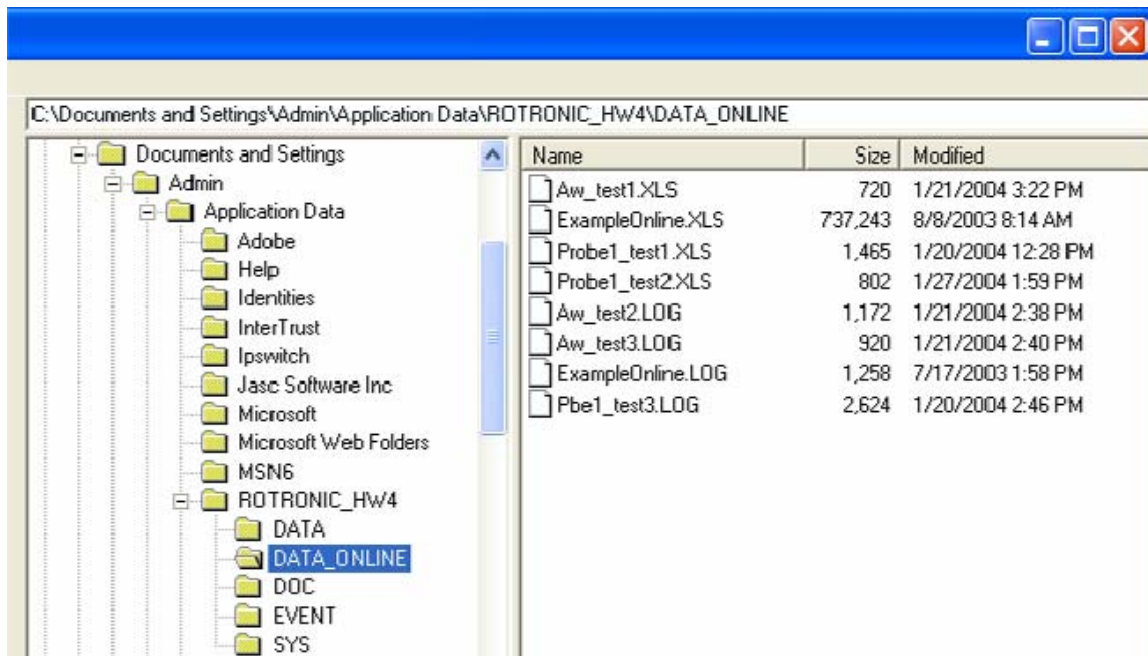 C:\Documents and Settings\Admin\Application Data\ROTRONIC_HW4\DATA_ONLINE
Documents and Settings
Admin
Application Data
Adobe
Help
Identities
InterTrust
Ipswitch
Jasc Software Inc
Microsoft
Microsoft Web Folders
MSN6
ROTRONIC_HW4
DATA
DATA_ONLINE
DOC
EVENT
SYS
Name Size Modified
Aw_test1.XLS 720 1/21/2004 3:22 PM
ExampleOnline.XLS 737,243 8/8/2003 8:14 AM
Probe1_test1.XLS 1,465 1/20/2004 12:28 PM
Probe1_test2.XLS 802 1/27/2004 1:59 PM
Aw_test2.LOG 1,172 1/21/2004 2:38 PM
Aw_test3.LOG 920 1/21/2004 2:40 PM
ExampleOnline.LOG 1,258 7/17/2003 1:58 PM
Pbe1_test3.LOG 2,624 1/20/2004 2:46 PM